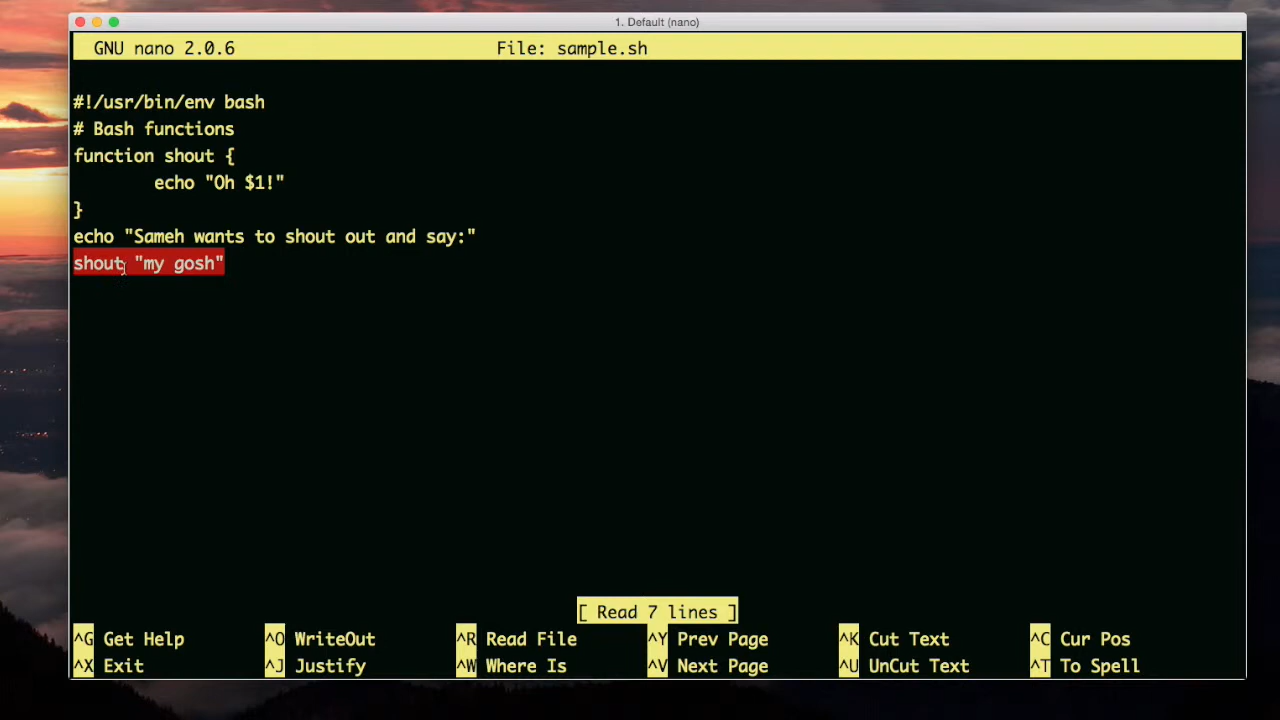 1. Default (nano)
GNU nano 2.0.6 File: sample.sh
#!/usr/bin/env bash
# Bash functions
function shout {
echo "Oh $1!"
}
echo "Sameh wants to shout out and say:"
shout "my gosh"
[ Read 7 lines ]
^G Get Help ^O WriteOut ^R Read File ^Y Prev Page ^K Cut Text ^C Cur Pos
^X Exit ^J Justify ^W Where Is ^V Next Page ^U UnCut Text ^T To Spell